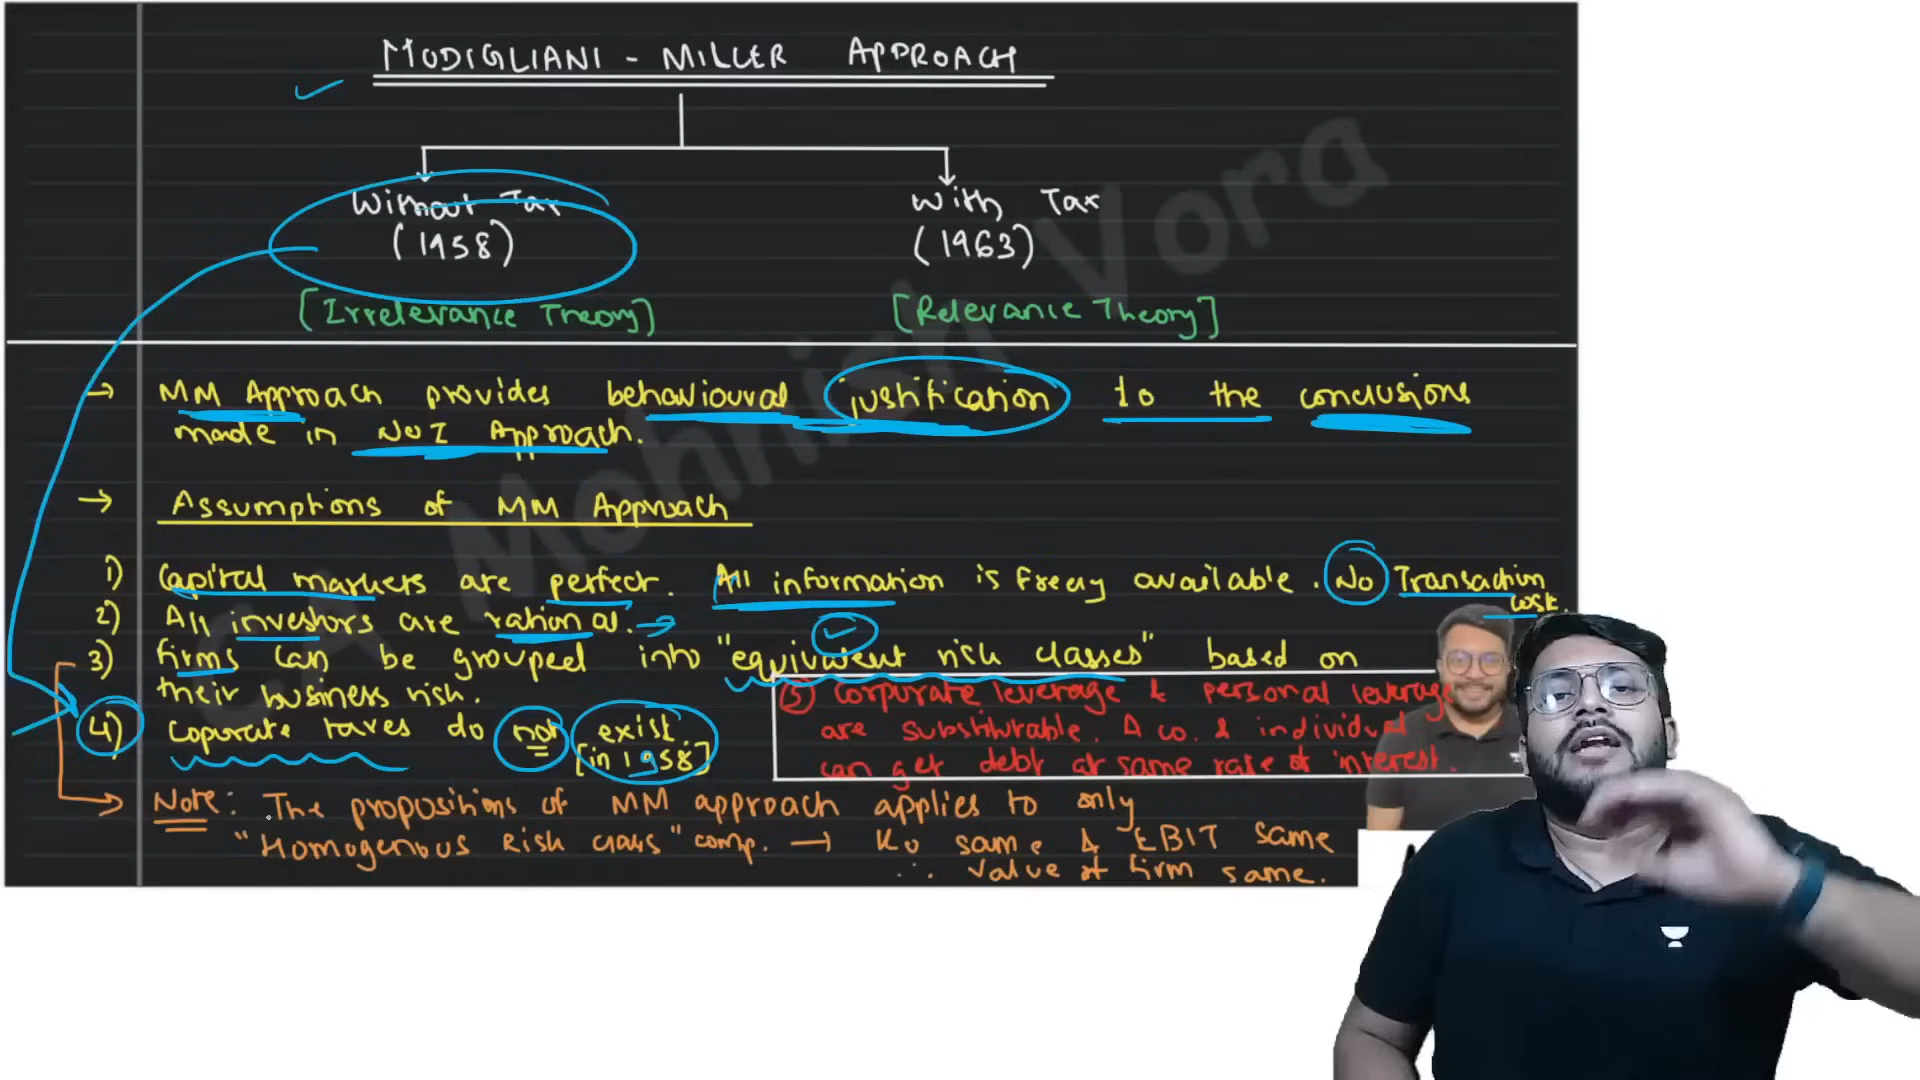 MODIGLIANI - MILLER APPROACH
Without Tax
(1958)
[Irrelevance Theory]
With Tax
(1963)
[Relevance Theory]
→ MM Approach provides behavioural justification to the conclusions
made in NOI Approach.
→ Assumptions of MM Approach
1) Capital markets are perfect. All information is freely available. No Transaction
cost.
2) All investors are rational. →
3) firms can be grouped into "equivalent risk classes" based on
their business risk.
4) Coporate taxes do not exist.
[in 1958]
5) Corporate leverage & personal leverage
are substitutable. A co. & individual
can get debt at same rate of interest.
Note: The propositions of MM approach applies to only
"Homogenous Risk class" comp. → Ko same & EBIT same
∴ Value of firm same.
CA Mohnish Vora